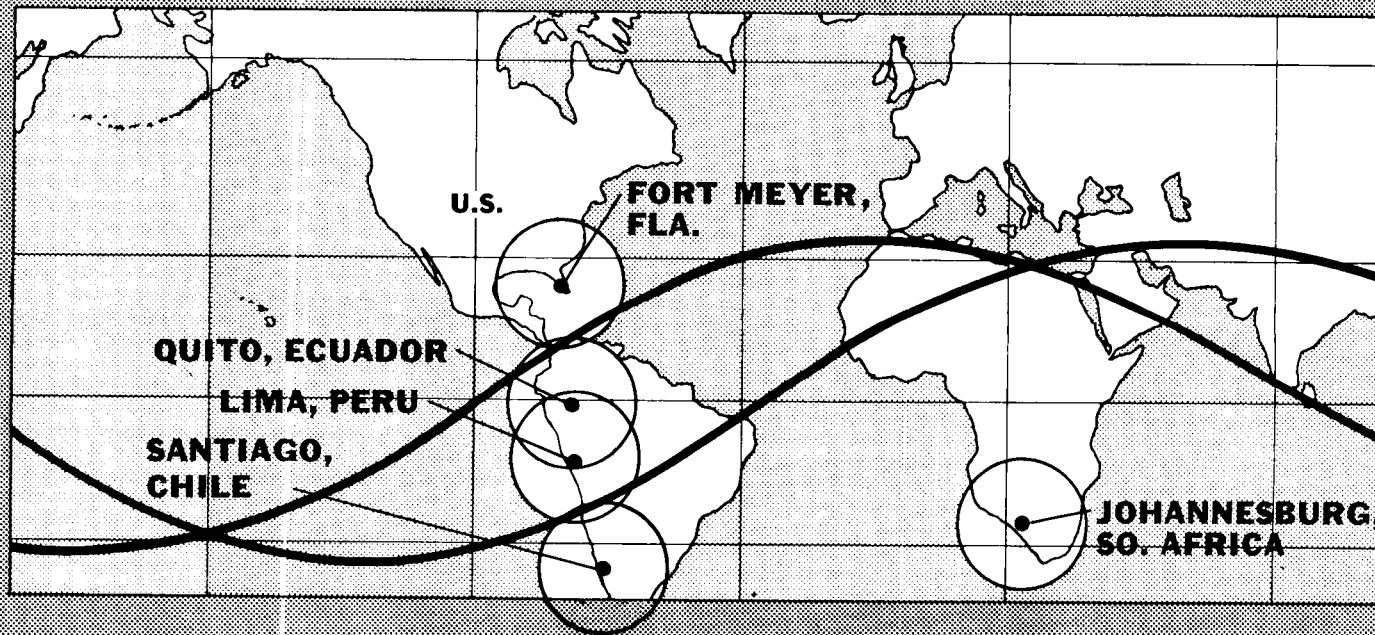 U.S.
FORT MEYER,
FLA.
QUITO, ECUADOR
LIMA, PERU
SANTIAGO,
CHILE
JOHANNESBURG,
SO. AFRICA